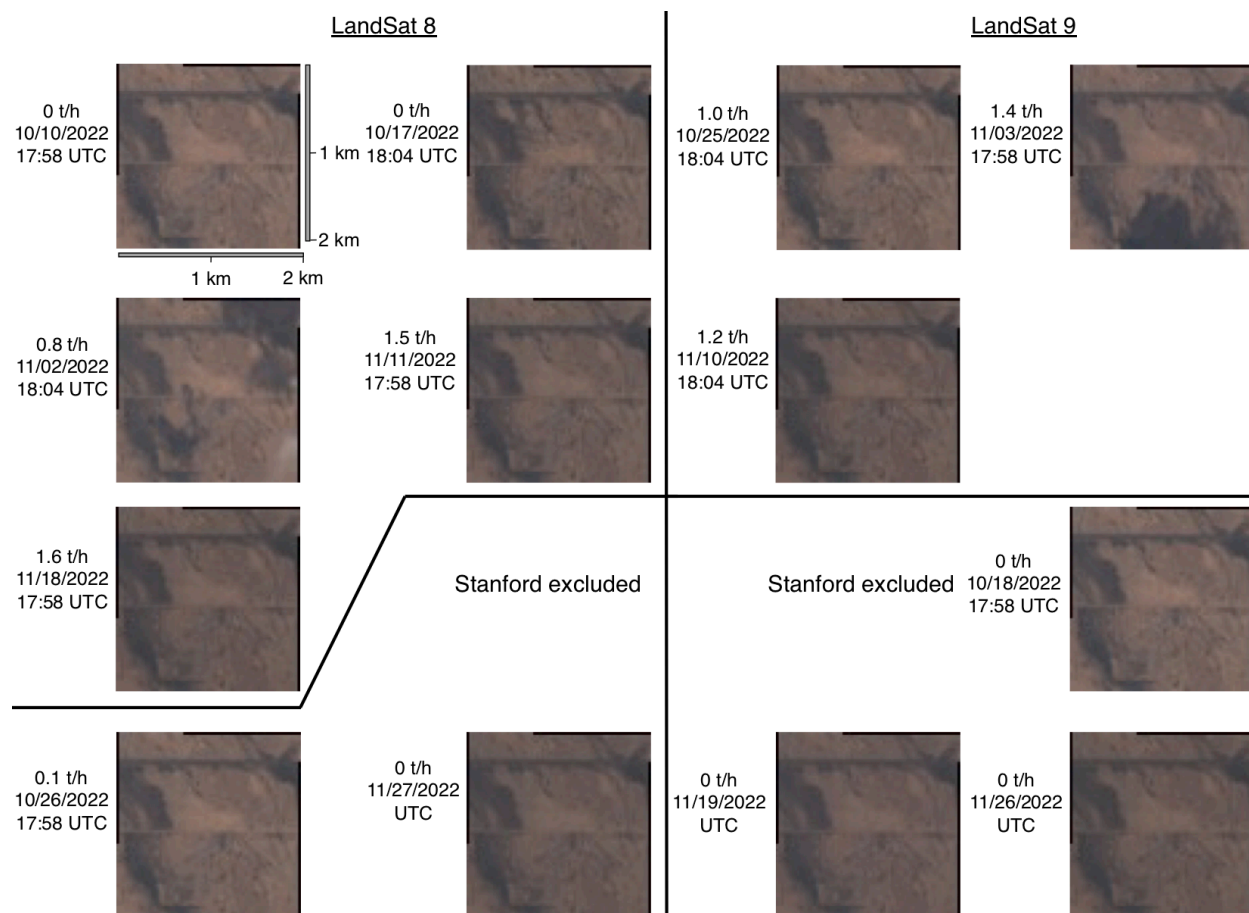 LandSat 8
LandSat 9
0 t/h
10/10/2022
17:58 UTC
1 km
2 km
1 km
2 km
0 t/h
10/17/2022
18:04 UTC
1.0 t/h
10/25/2022
18:04 UTC
1.4 t/h
11/03/2022
17:58 UTC
0.8 t/h
11/02/2022
18:04 UTC
1.5 t/h
11/11/2022
17:58 UTC
1.2 t/h
11/10/2022
18:04 UTC
1.6 t/h
11/18/2022
17:58 UTC
Stanford excluded
Stanford excluded
0 t/h
10/18/2022
17:58 UTC
0.1 t/h
10/26/2022
17:58 UTC
0 t/h
11/27/2022
UTC
0 t/h
11/19/2022
UTC
0 t/h
11/26/2022
UTC